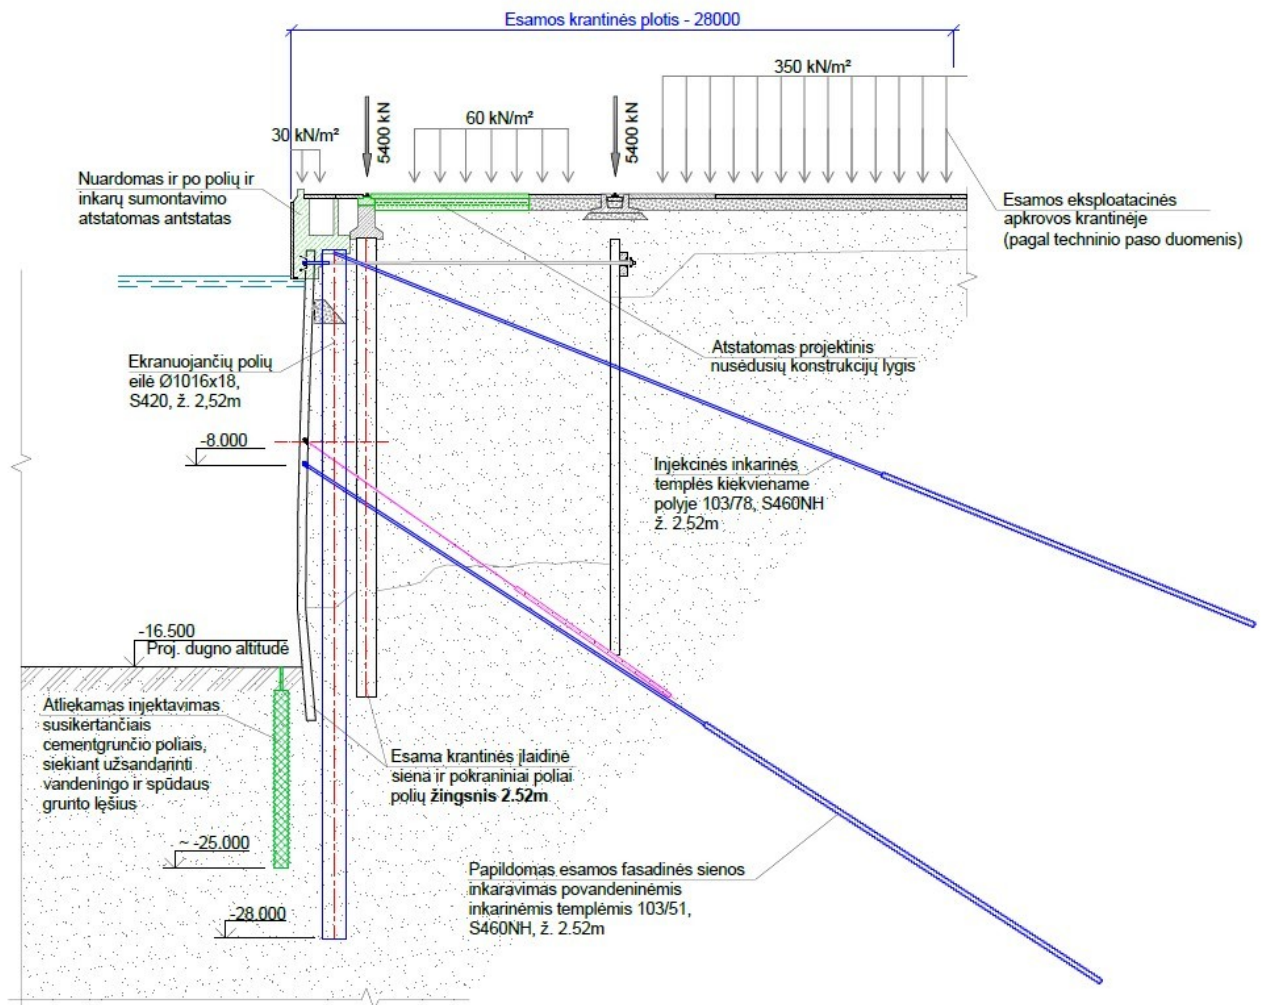 Esamos krantinės plotis - 28000
350 kN/m²
60 kN/m²
30 kN/m²
5400 kN
5400 kN
Nuardomas ir po polių ir
inkarų sumontavimo
atstatomas antstatas
Esamos eksploatacinės
apkrovos krantinėje
(pagal techninio paso duomenis)
Atstatomas projektinis
nusėdusių konstrukcijų lygis
Ekranuojančių polių
eilė Ø1016x18,
S420, ž. 2,52m
-8.000
Injekcinės inkarinės
templės kiekviename
polyje 103/78, S460NH
ž. 2.52m
-16.500
Proj. dugno altitudė
Atliekamas injektavimas
susikertančiais
cementgrunčio poliais,
siekiant užsandarinti
vandeningo ir spūdaus
grunto lęšius
Esama krantinės įlaidinė
siena ir pokraniniai poliai
polių žingsnis 2.52m
~ -25.000
Papildomas esamos fasadinės sienos
inkaravimas povandeninėmis
inkarinėmis templėmis 103/51,
S460NH, ž. 2.52m
-28.000